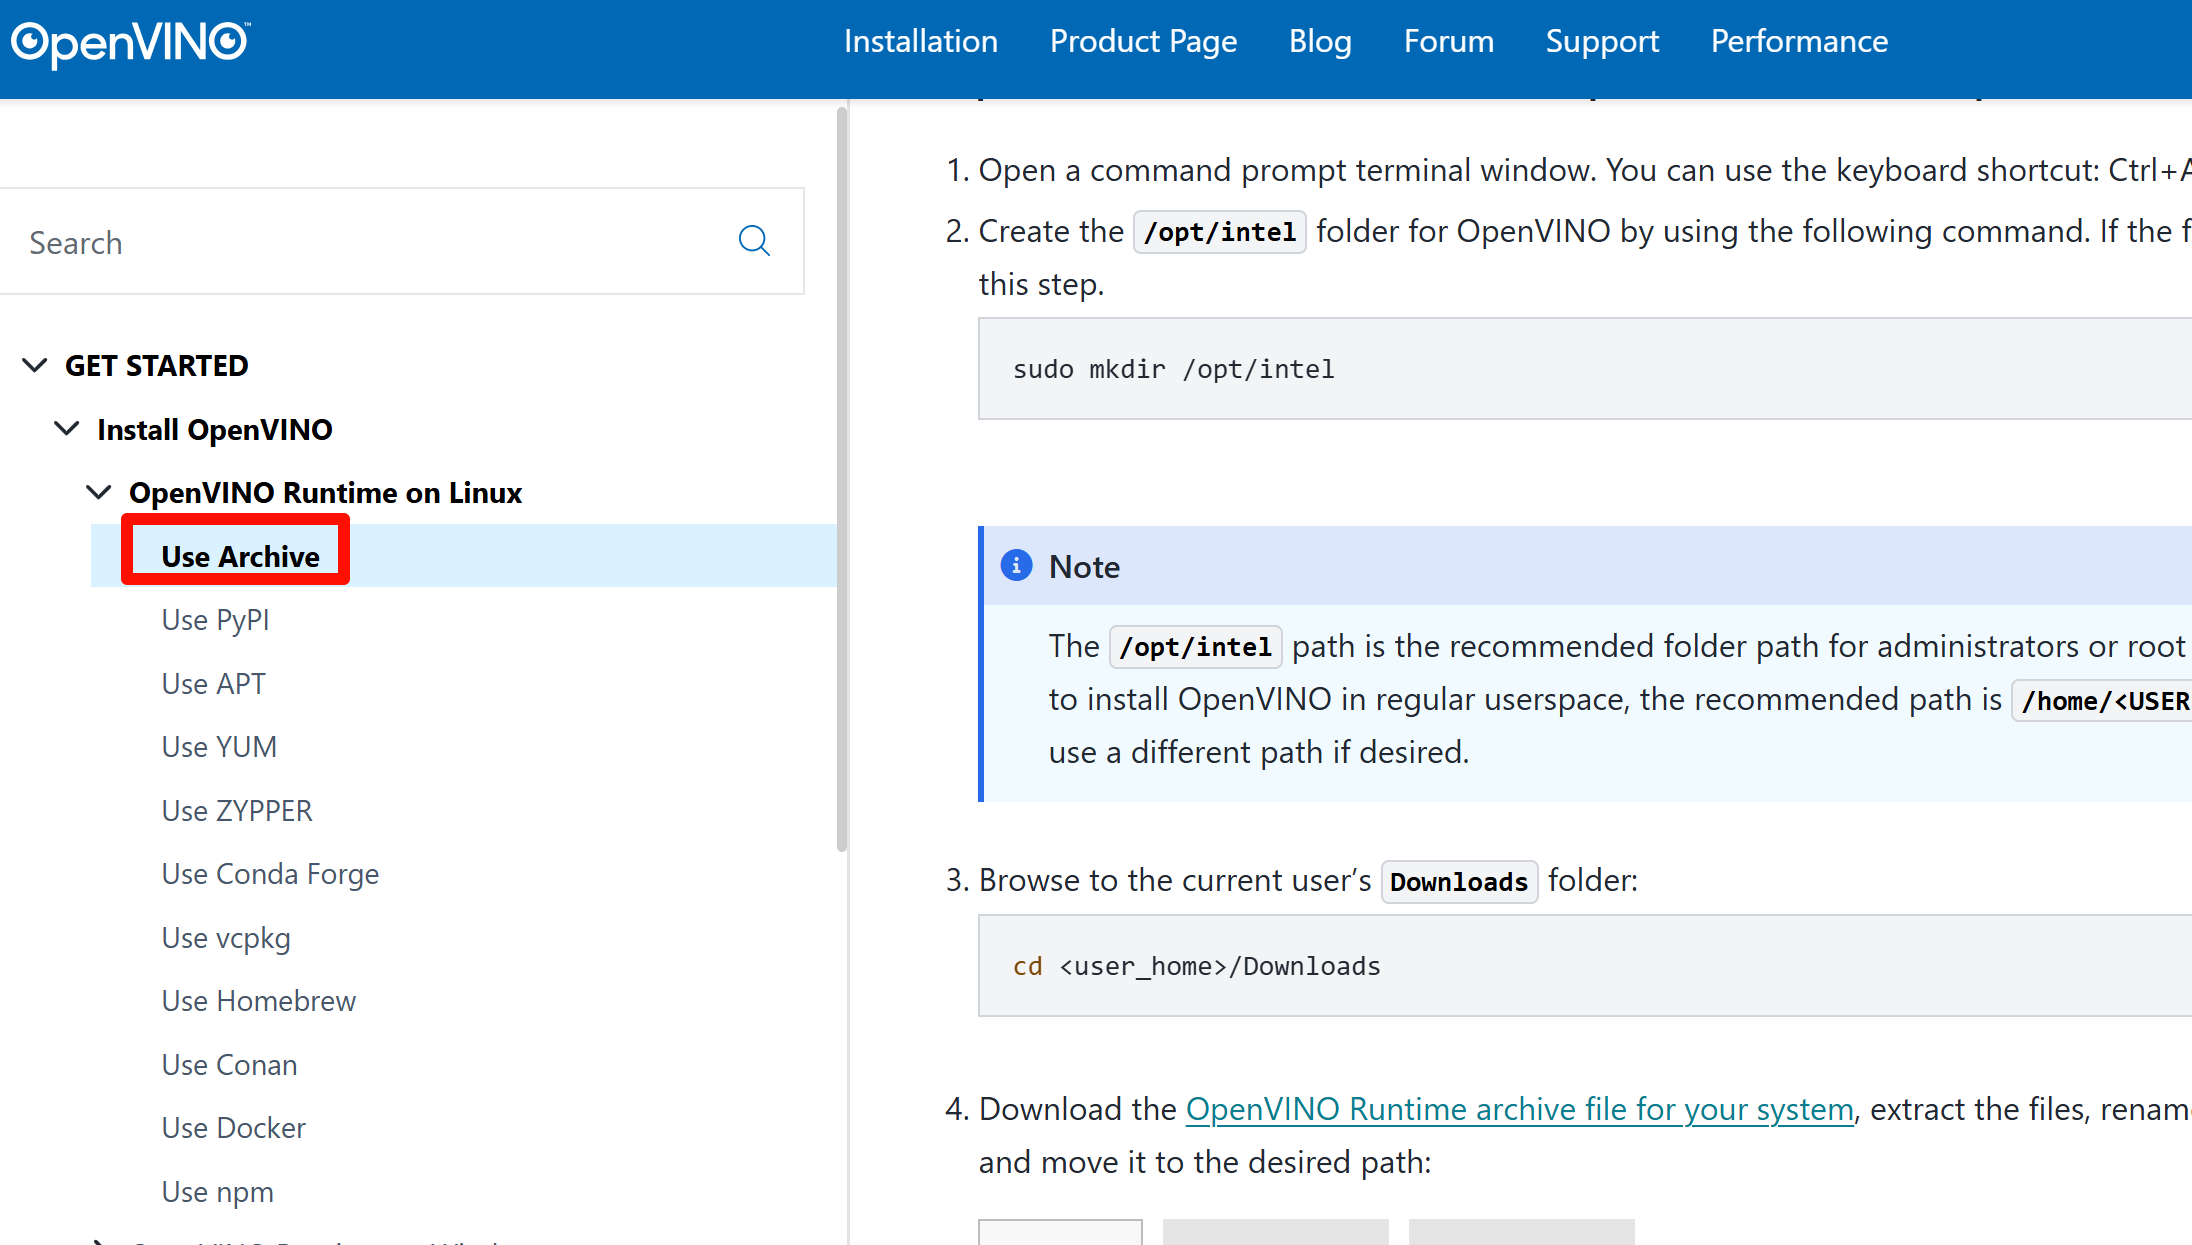 OpenVINO™
Installation Product Page Blog Forum Support Performance
Search
GET STARTED
Install OpenVINO
OpenVINO Runtime on Linux
Use Archive
Use PyPI
Use APT
Use YUM
Use ZYPPER
Use Conda Forge
Use vcpkg
Use Homebrew
Use Conan
Use Docker
Use npm
1. Open a command prompt terminal window. You can use the keyboard shortcut: Ctrl+A
2. Create the /opt/intel folder for OpenVINO by using the following command. If the f
this step.
sudo mkdir /opt/intel
Note
The /opt/intel path is the recommended folder path for administrators or root
to install OpenVINO in regular userspace, the recommended path is /home/<USER
use a different path if desired.
3. Browse to the current user’s Downloads folder:
cd <user_home>/Downloads
4. Download the OpenVINO Runtime archive file for your system, extract the files, rename
and move it to the desired path: